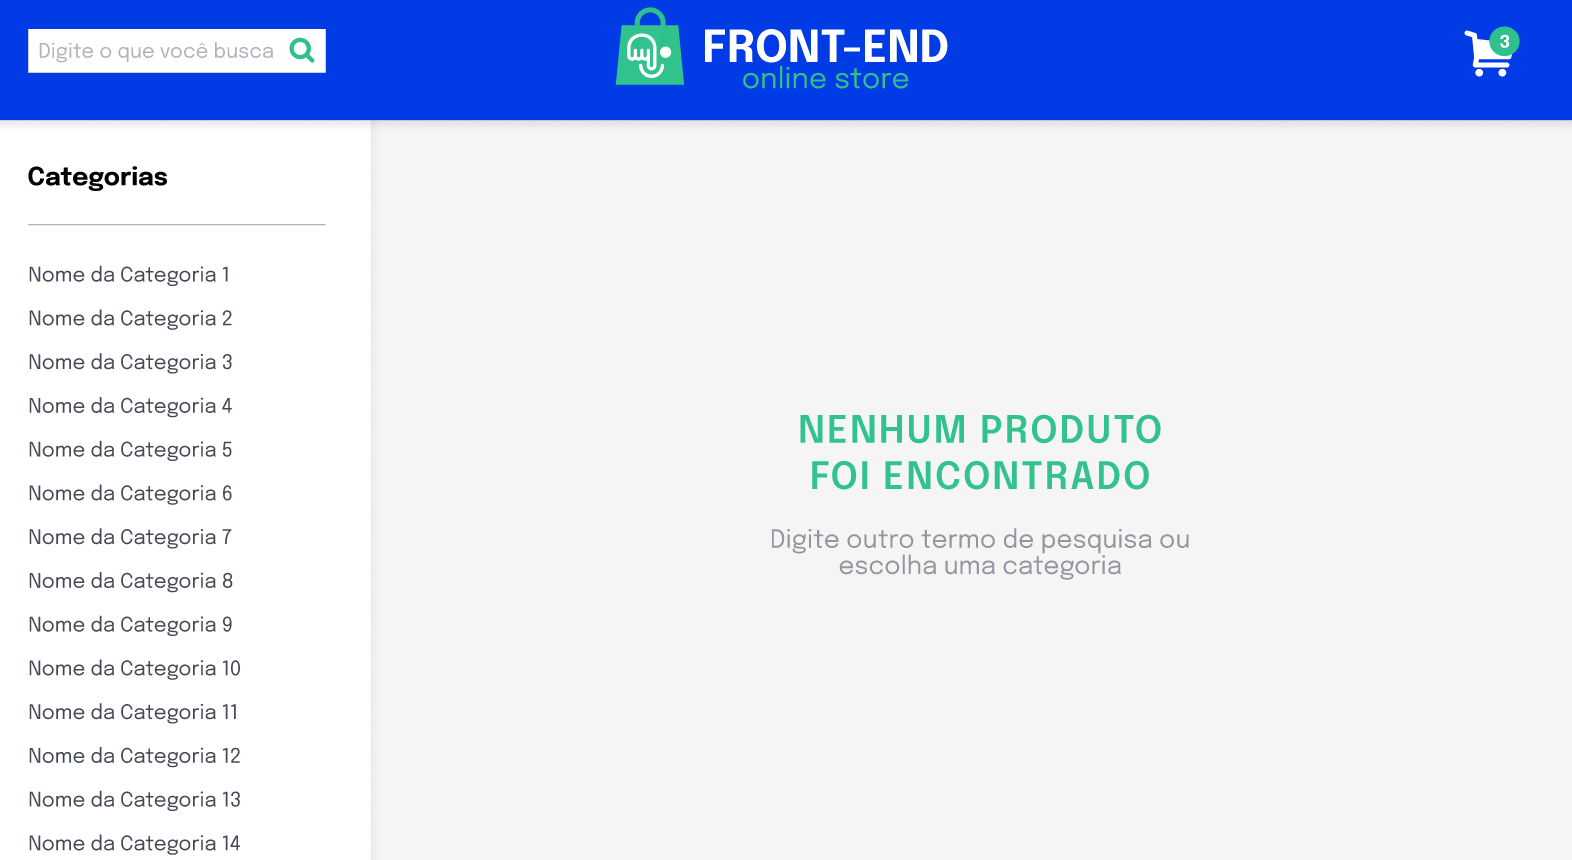 Digite o que você busca
FRONT-END
online store
3
Categorias
Nome da Categoria 1
Nome da Categoria 2
Nome da Categoria 3
Nome da Categoria 4
Nome da Categoria 5
Nome da Categoria 6
Nome da Categoria 7
Nome da Categoria 8
Nome da Categoria 9
Nome da Categoria 10
Nome da Categoria 11
Nome da Categoria 12
Nome da Categoria 13
Nome da Categoria 14
NENHUM PRODUTO
FOI ENCONTRADO
Digite outro termo de pesquisa ou
escolha uma categoria